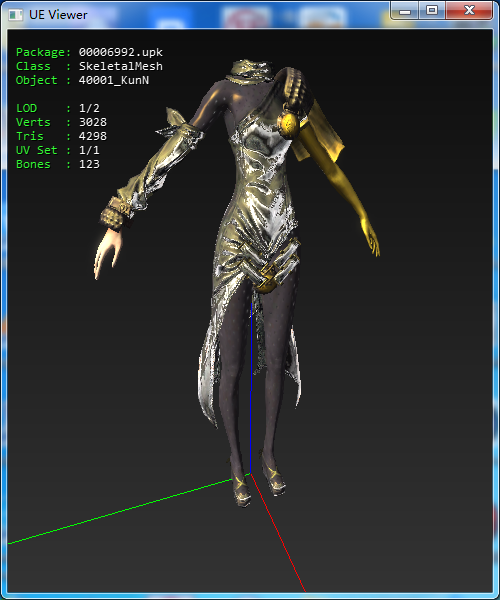 UE Viewer
Package: 00006992.upk
Class : SkeletalMesh
Object : 40001_KunN
LOD : 1/2
Verts : 3028
Tris : 4298
UV Set : 1/1
Bones : 123